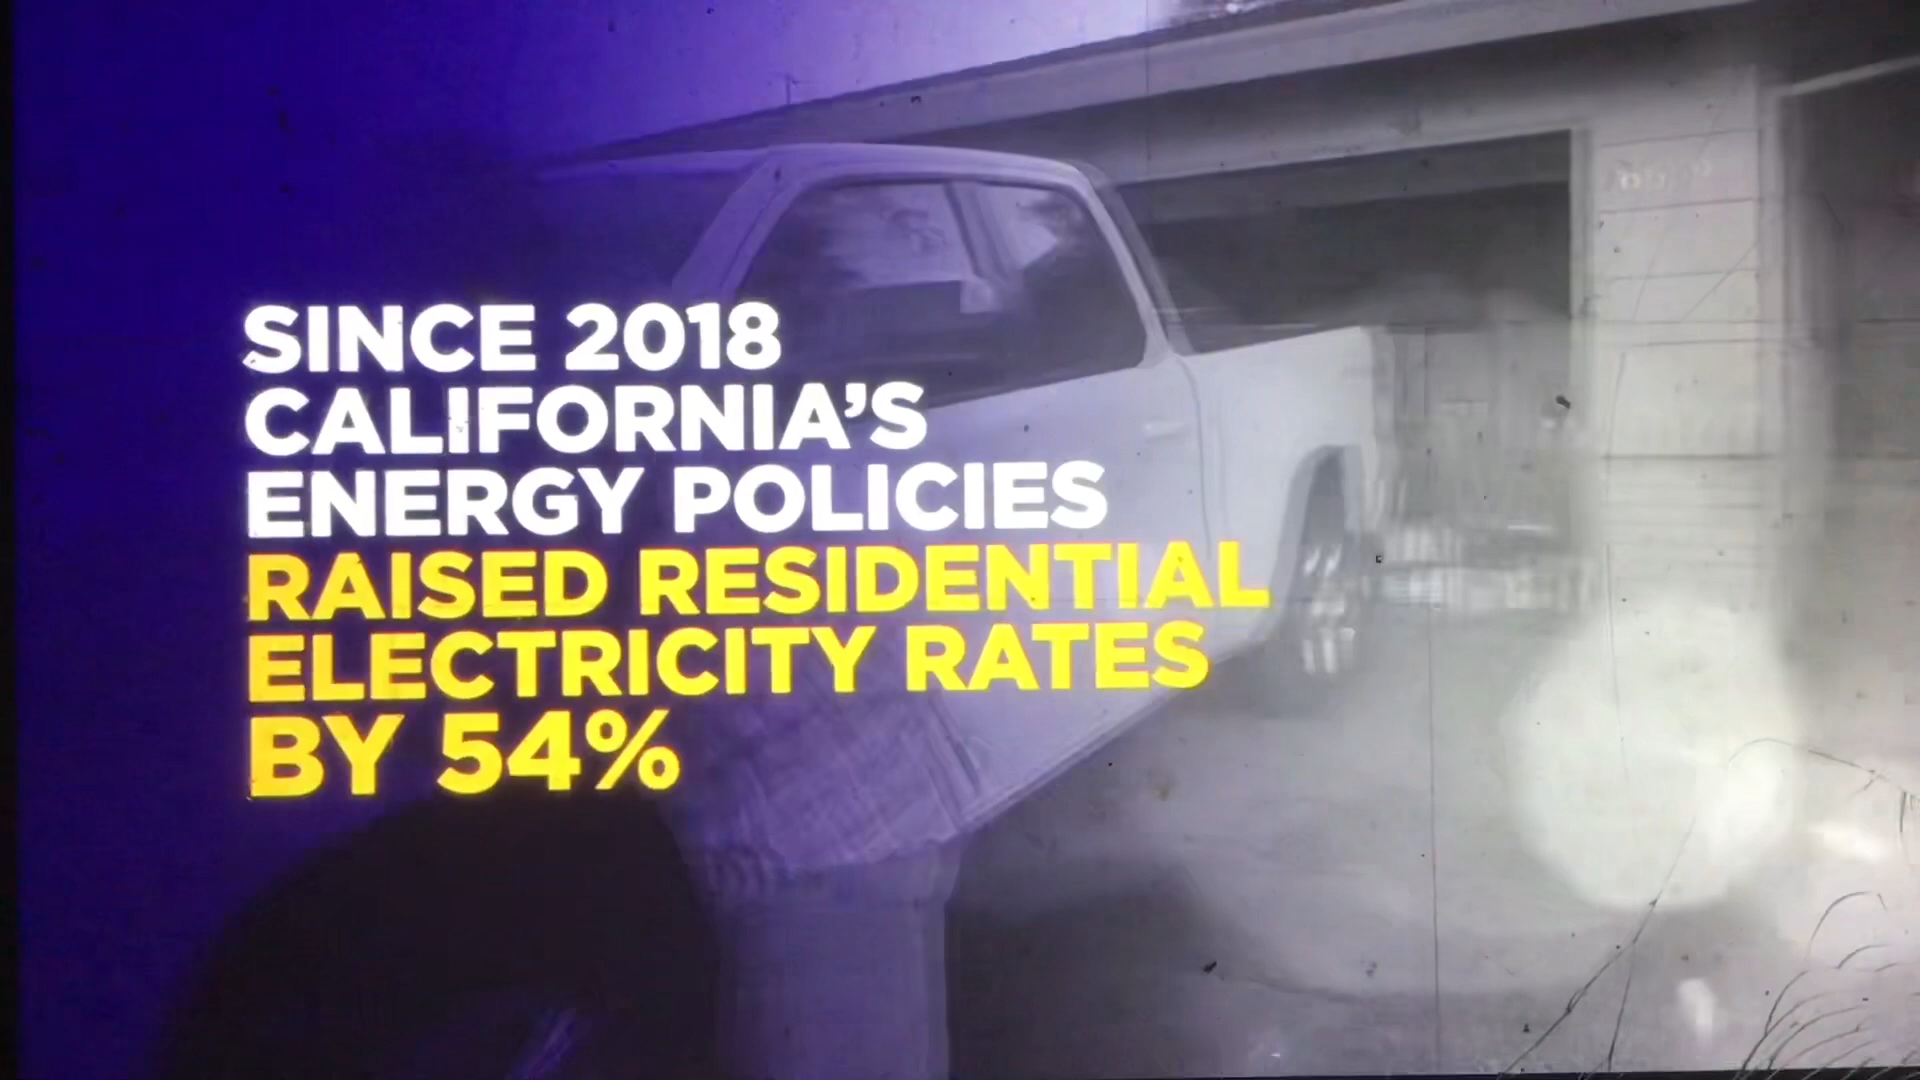 SINCE 2018
CALIFORNIA'S
ENERGY POLICIES
RAISED RESIDENTIAL
ELECTRICITY RATES
BY 54%